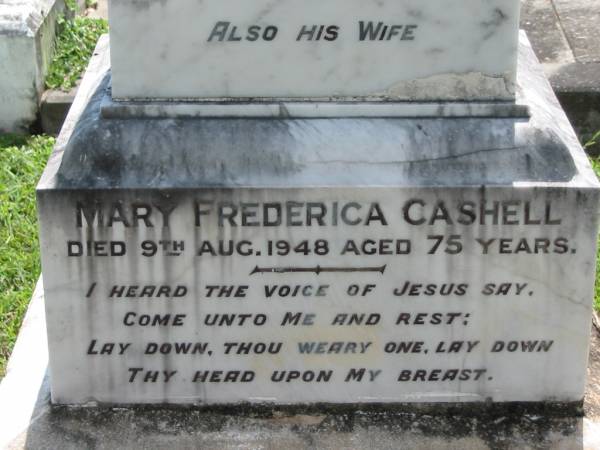 Also his Wife
Mary Frederica Cashell
Died 9th Aug. 1948 aged 75 years.
I heard the voice of Jesus say,
Come unto Me and rest;
Lay down, thou weary one, lay down
Thy head upon My breast.